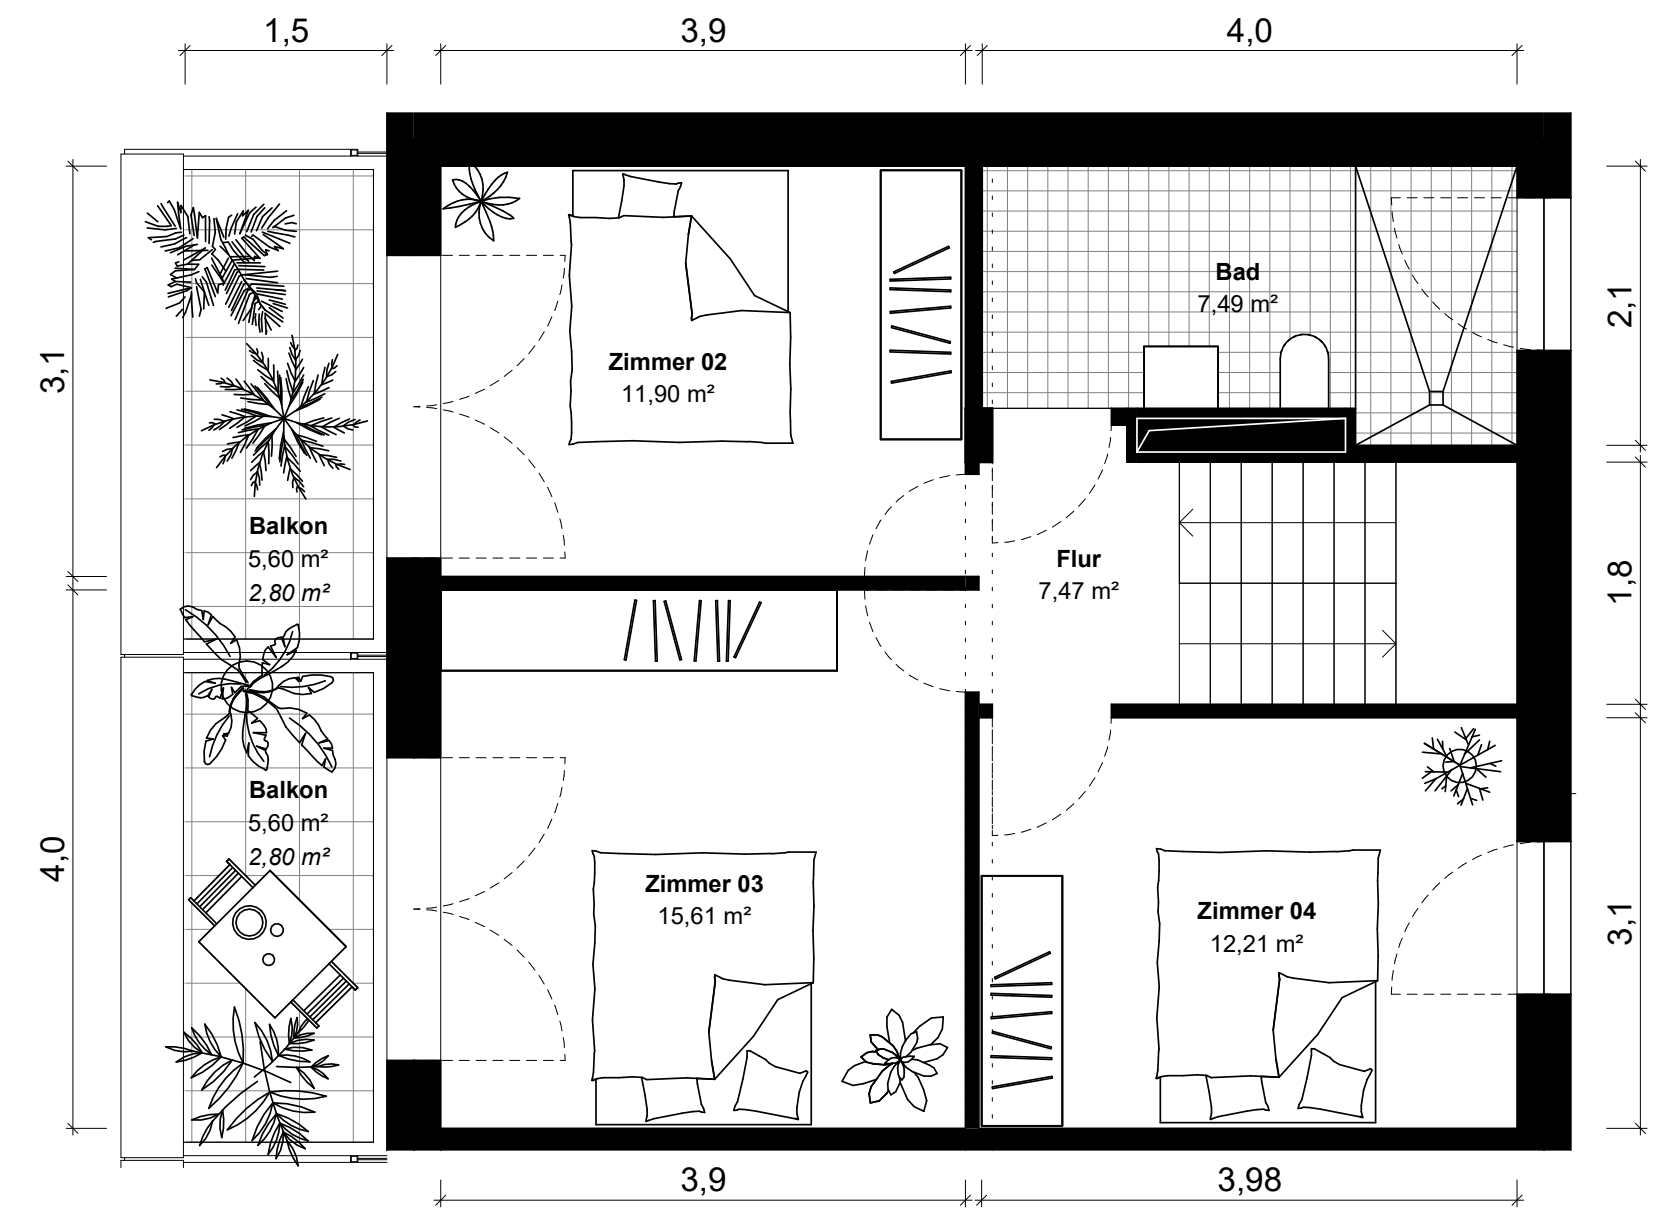 1,5
3,9
4,0
3,1
4,0
Balkon
5,60 m²
2,80 m²
Balkon
5,60 m²
2,80 m²
Zimmer 02
11,90 m²
Bad
7,49 m²
Flur
7,47 m²
Zimmer 03
15,61 m²
Zimmer 04
12,21 m²
2,1
1,8
3,1
3,9
3,98